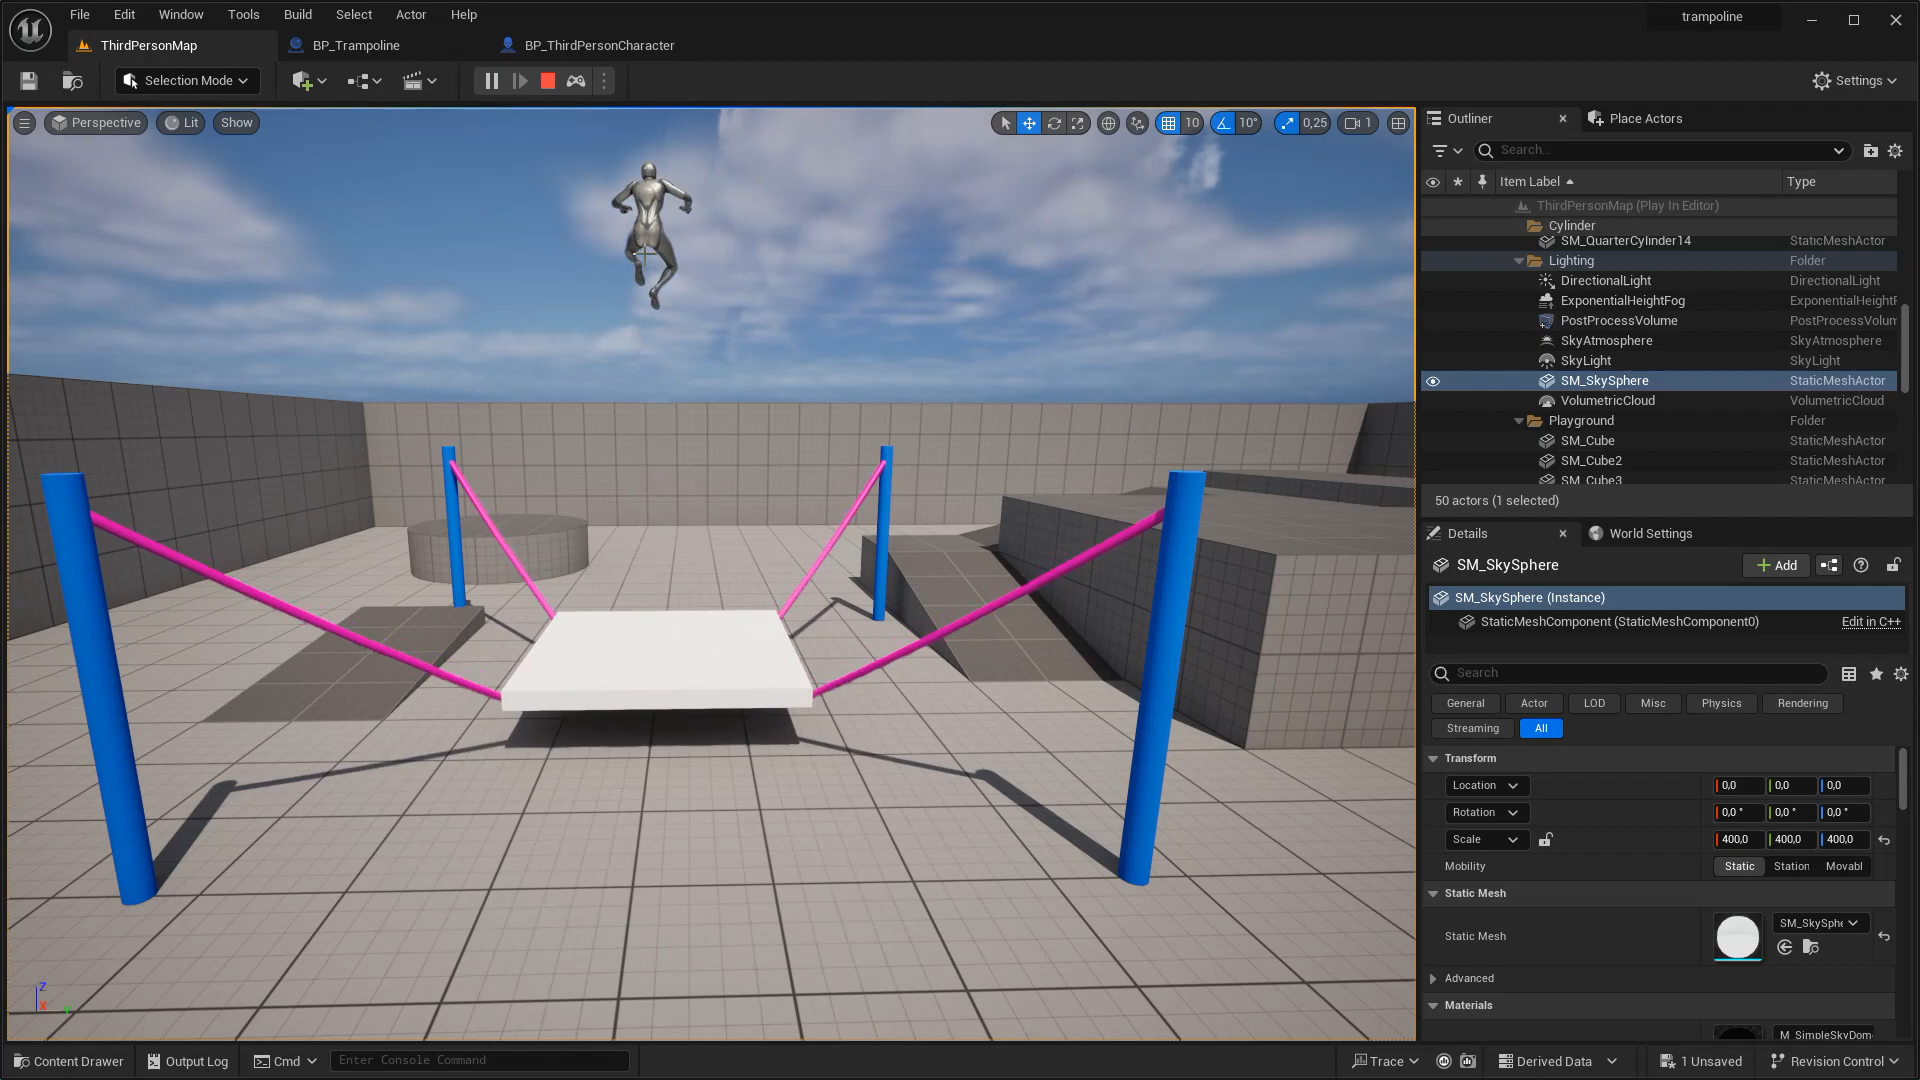 File Edit Window Tools Build Select Actor Help
trampoline
ThirdPersonMap BP_Trampoline BP_ThirdPersonCharacter
Selection Mode
Settings
Perspective Lit Show
10 10° 0,25 1
Outliner Place Actors
Search...
Item Label Type
ThirdPersonMap (Play In Editor)
Cylinder
SM_QuarterCylinder14 StaticMeshActor
Lighting Folder
DirectionalLight DirectionalLight
ExponentialHeightFog ExponentialHeightF
PostProcessVolume PostProcessVolum
SkyAtmosphere SkyAtmosphere
SkyLight SkyLight
SM_SkySphere StaticMeshActor
VolumetricCloud VolumetricCloud
Playground Folder
SM_Cube StaticMeshActor
SM_Cube2 StaticMeshActor
SM_Cube3 StaticMeshActor
50 actors (1 selected)
Details World Settings
SM_SkySphere
Add
SM_SkySphere (Instance)
StaticMeshComponent (StaticMeshComponent0) Edit in C++
Search
General Actor LOD Misc Physics Rendering
Streaming All
Transform
Location 0,0 0,0 0,0
Rotation 0,0 ° 0,0 ° 0,0 °
Scale 400,0 400,0 400,0
Mobility Static Station Movabl
Static Mesh
Static Mesh SM_SkySphe
Advanced
Materials
M_SimpleSkyDom
Z
X
Y
Content Drawer Output Log Cmd Enter Console Command
Trace Derived Data 1 Unsaved Revision Control